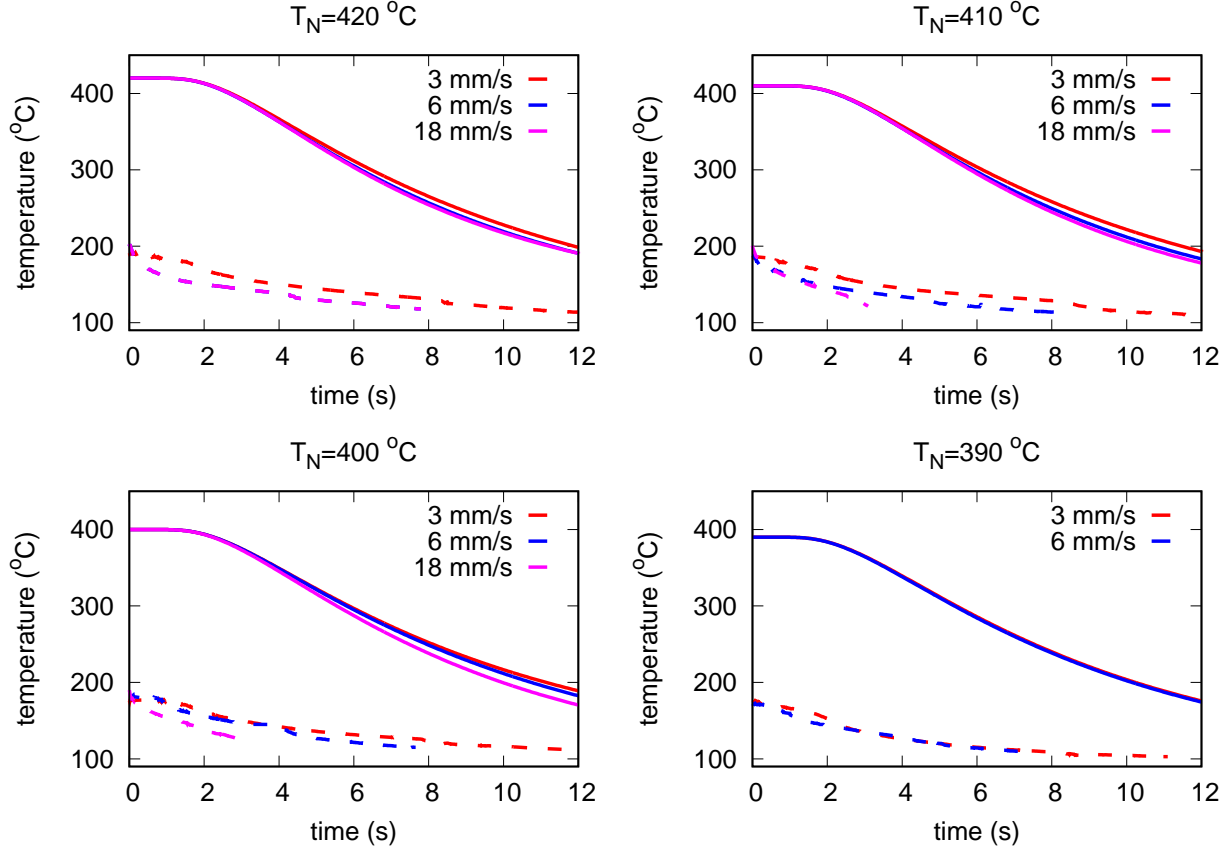 T_N=420 °C
temperature (°C)
400
300
200
100
3 mm/s
6 mm/s
18 mm/s
0 2 4 6 8 10 12
time (s)
T_N=410 °C
temperature (°C)
400
300
200
100
3 mm/s
6 mm/s
18 mm/s
0 2 4 6 8 10 12
time (s)
T_N=400 °C
temperature (°C)
400
300
200
100
3 mm/s
6 mm/s
18 mm/s
0 2 4 6 8 10 12
time (s)
T_N=390 °C
temperature (°C)
400
300
200
100
3 mm/s
6 mm/s
0 2 4 6 8 10 12
time (s)